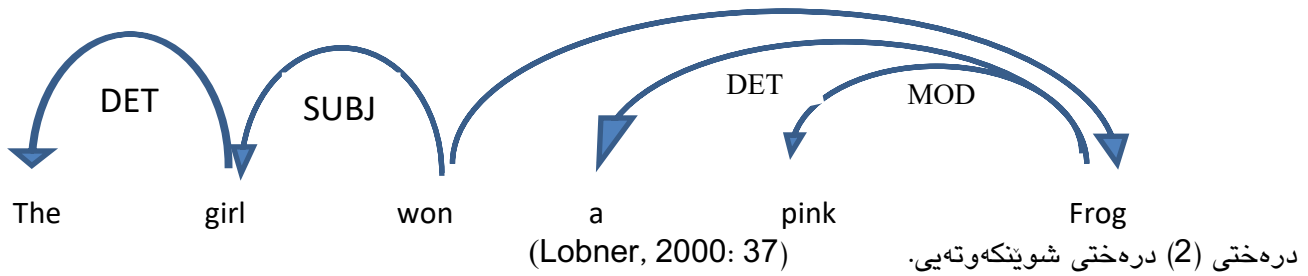 DET SUBJ DET MOD
The girl won a pink Frog
درەختی (2) درەختی شوێنکەوتەیی. (Lobner, 2000: 37)